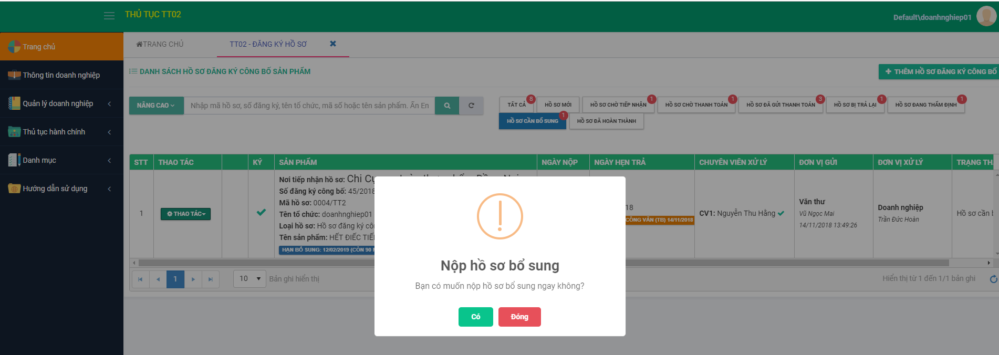 THỦ TỤC TT02
Default\doanhnghiep01
Trang chủ
Thông tin doanh nghiệp
Quản lý doanh nghiệp
Thủ tục hành chính
Danh mục
Hướng dẫn sử dụng
TRANG CHỦ
TT02 - ĐĂNG KÝ HỒ SƠ
DANH SÁCH HỒ SƠ ĐĂNG KÝ CÔNG BỐ SẢN PHẨM
THÊM HỒ SƠ ĐĂNG KÝ CÔNG BỐ
NÂNG CAO
Nhập mã hồ sơ, số đăng ký, tên tổ chức, mã số hoặc tên sản phẩm. Ấn En
TẤT CẢ 8
HỒ SƠ MỚI
HỒ SƠ CHỜ TIẾP NHẬN 1
HỒ SƠ CHỜ THANH TOÁN 1
HỒ SƠ ĐÃ GỬI THANH TOÁN 3
HỒ SƠ BỊ TRẢ LẠI 1
HỒ SƠ ĐANG THẨM ĐỊNH 1
HỒ SƠ CẦN BỔ SUNG 1
HỒ SƠ ĐÃ HOÀN THÀNH
STT THAO TÁC KÝ SẢN PHẨM NGÀY NỘP NGÀY HẸN TRẢ CHUYÊN VIÊN XỬ LÝ ĐƠN VỊ GỬI ĐƠN VỊ XỬ LÝ TRẠNG TH
1
THAO TÁC
Nơi tiếp nhận hồ sơ: Chi
Số đăng ký công bố: 45/2018
Mã hồ sơ: 0004/TT2
Tên tổ chức: doanhnghiep01
Loại hồ sơ: Hồ sơ đăng ký
Tên sản phẩm: HẾT ĐIẾC
HẠN BỔ SUNG: 12/02/2019 (CÒN 90
18
CÔNG VĂN (TB) 14/11/2018
CV1: Nguyễn Thu Hằng
Văn thư
Vũ Ngọc Mai
14/11/2018 13:49:26
Doanh nghiệp
Trần Đức Hoàn
Hồ sơ cần
Nộp hồ sơ bổ sung
Bạn có muốn nộp hồ sơ bổ sung ngay không?
Có
Đóng
1
10
Bản ghi hiển thị
Hiển thị từ 1 đến 1/1 bản ghi